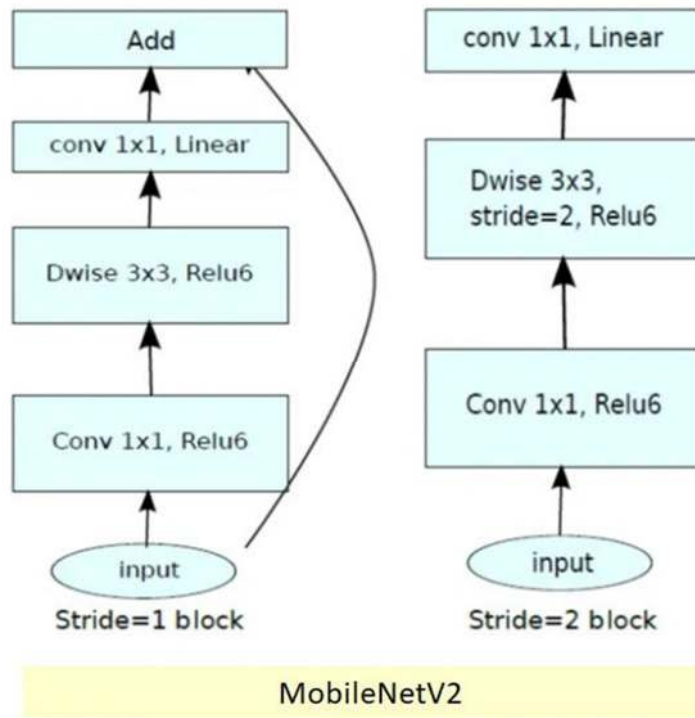 Add
conv 1x1, Linear
Dwise 3x3, Relu6
Conv 1x1, Relu6
input
Stride=1 block
conv 1x1, Linear
Dwise 3x3,
stride=2, Relu6
Conv 1x1, Relu6
input
Stride=2 block
MobileNetV2